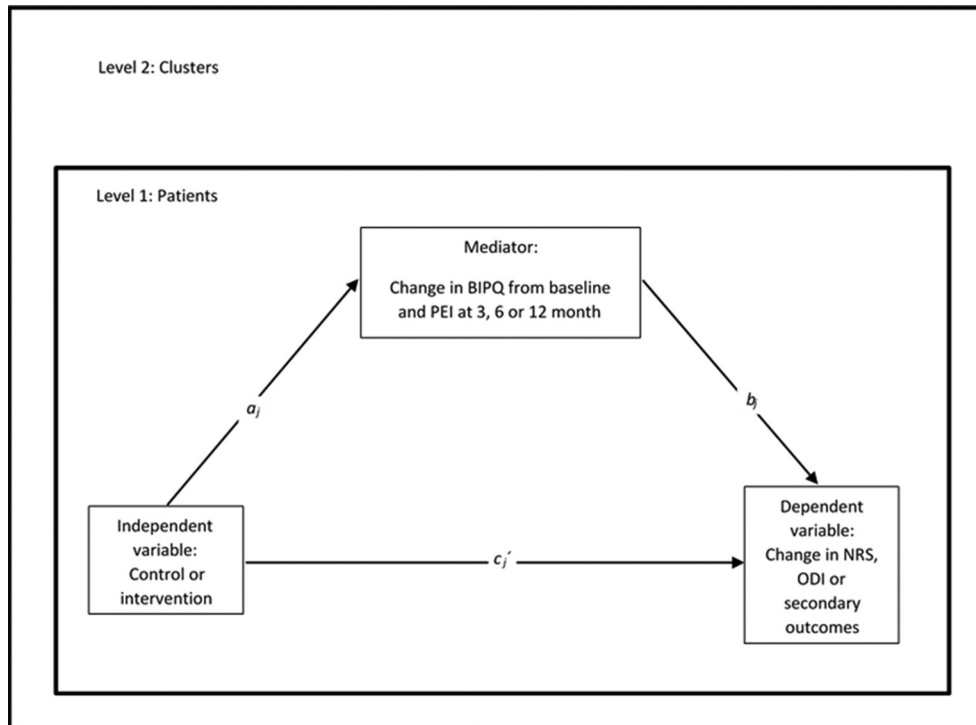 Level 2: Clusters
Level 1: Patients
Mediator:
Change in BIPQ from baseline
and PEI at 3, 6 or 12 month
aj
bj
Independent
variable:
Control or
intervention
cj´
Dependent
variable:
Change in NRS,
ODI or
secondary
outcomes